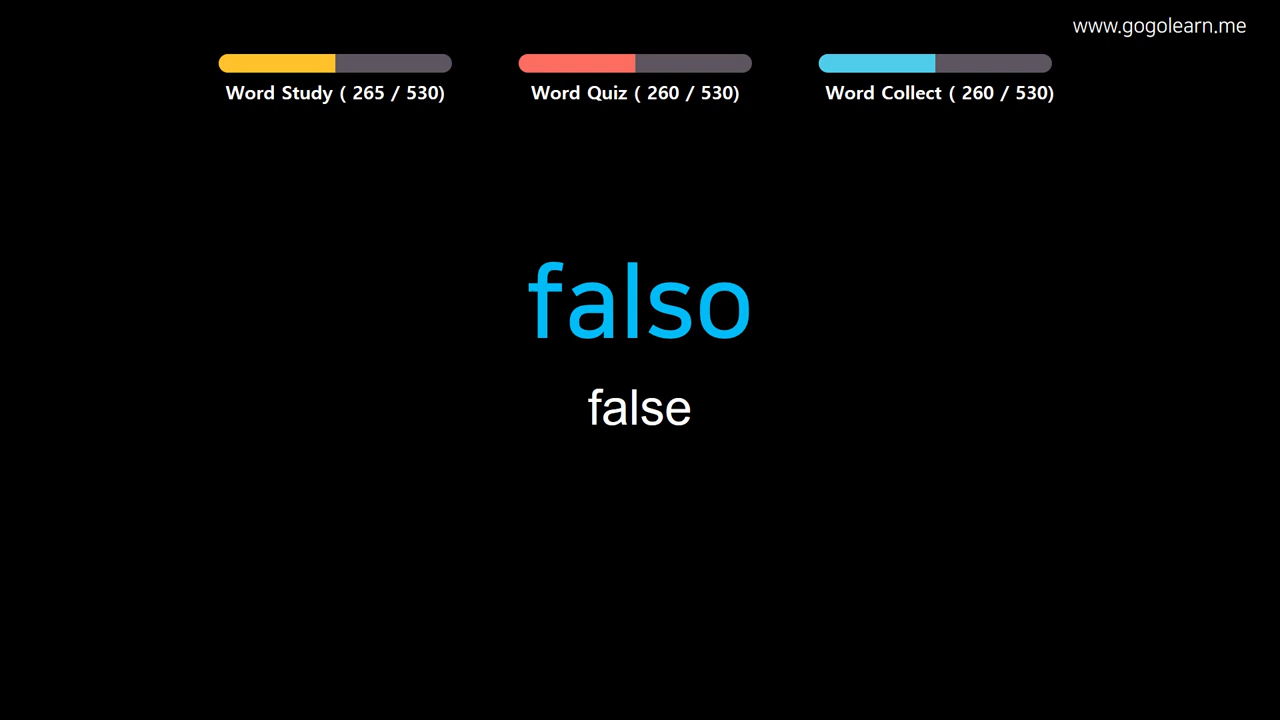 www.gogolearn.me
Word Study ( 265 / 530)
Word Quiz ( 260 / 530)
Word Collect ( 260 / 530)
falso
false